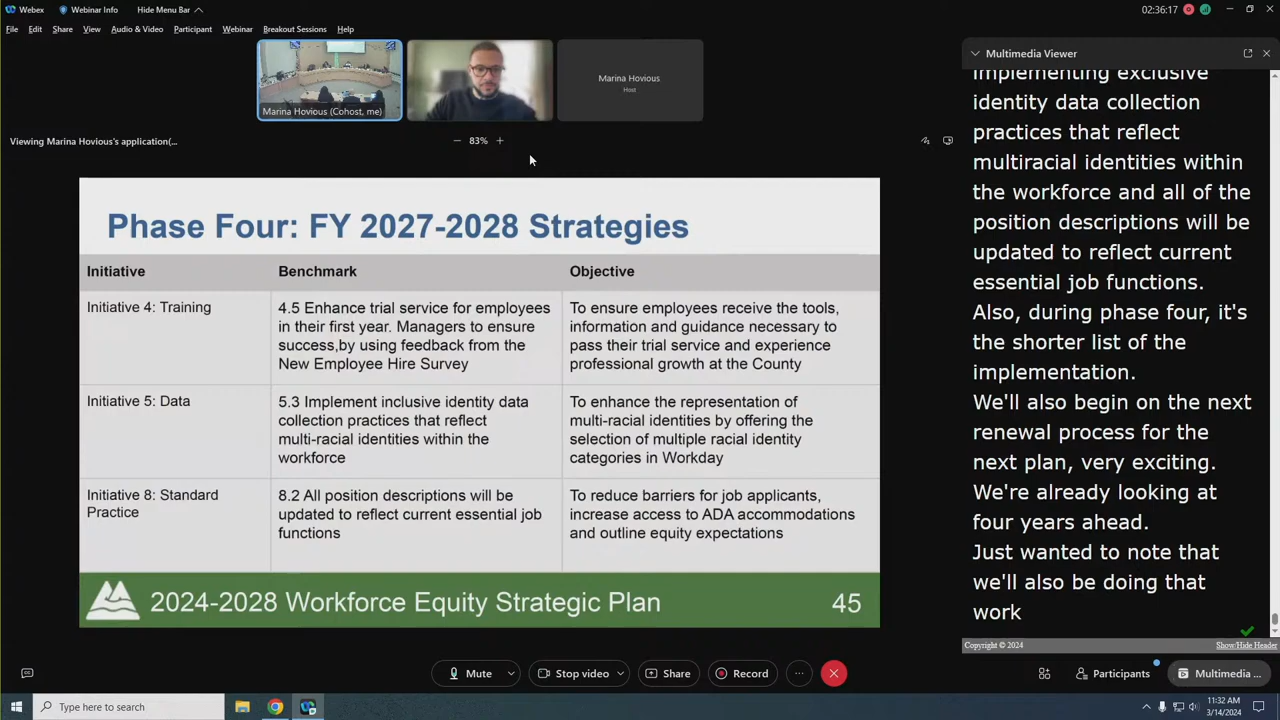 Webex
Webinar Info
Hide Menu Bar
02:36:17
File Edit Share View Audio & Video Participant Webinar Breakout Sessions Help
Marina Hovious (Cohost, me)
Marina Hovious
Host
Viewing Marina Hovious's application(...
83%
Phase Four: FY 2027-2028 Strategies
Initiative Benchmark Objective
Initiative 4: Training
4.5 Enhance trial service for employees
in their first year. Managers to ensure
success,by using feedback from the
New Employee Hire Survey
To ensure employees receive the tools,
information and guidance necessary to
pass their trial service and experience
professional growth at the County
Initiative 5: Data
5.3 Implement inclusive identity data
collection practices that reflect
multi-racial identities within the
workforce
To enhance the representation of
multi-racial identities by offering the
selection of multiple racial identity
categories in Workday
Initiative 8: Standard
Practice
8.2 All position descriptions will be
updated to reflect current essential job
functions
To reduce barriers for job applicants,
increase access to ADA accommodations
and outline equity expectations
2024-2028 Workforce Equity Strategic Plan
45
Multimedia Viewer
implementing exclusive
identity data collection
practices that reflect
multiracial identities within
the workforce and all of the
position descriptions will be
updated to reflect current
essential job functions.
Also, during phase four, it's
the shorter list of the
implementation.
We'll also begin on the next
renewal process for the
next plan, very exciting.
We're already looking at
four years ahead.
Just wanted to note that
we'll also be doing that
work
Copyright © 2024
Show/Hide Header
Mute
Stop video
Share
Record
Participants
Multimedia ...
Type here to search
11:32 AM
3/14/2024